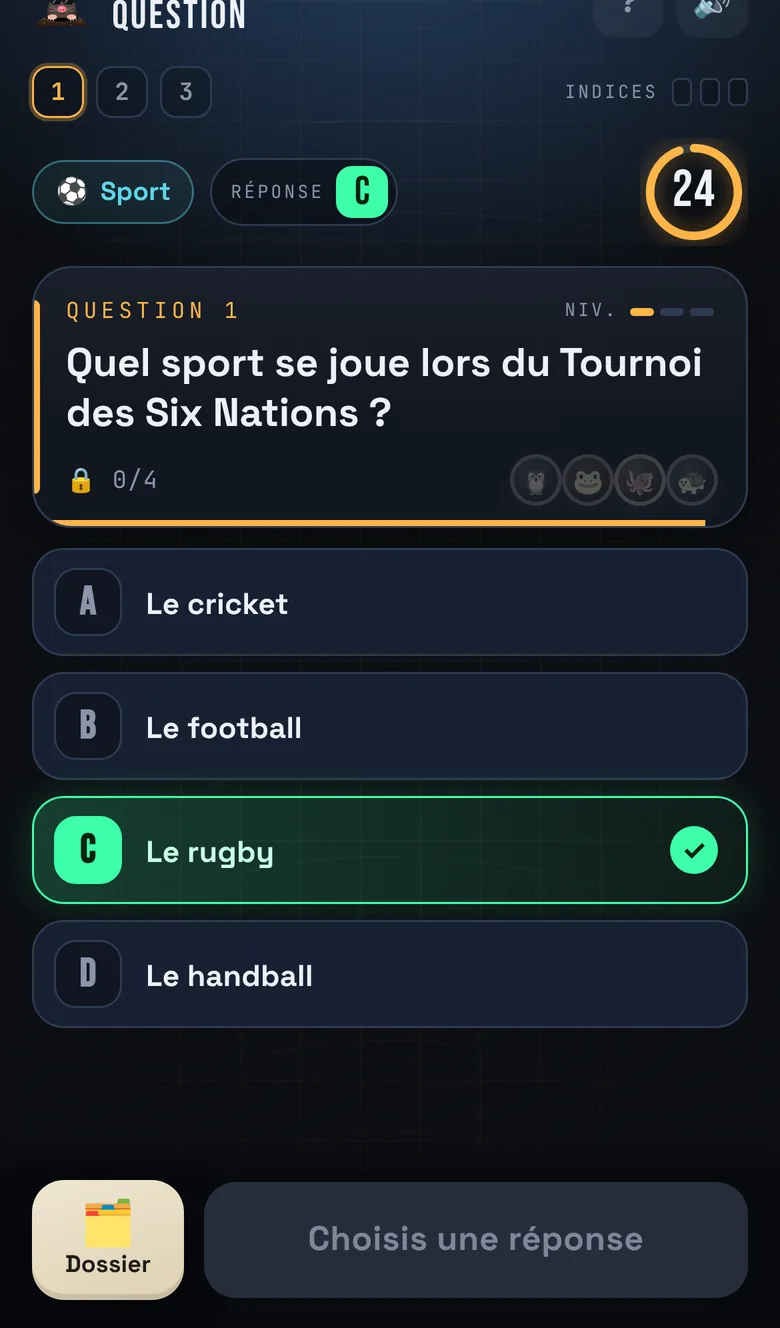 QUESTION
?
1 2 3
INDICES
Sport
RÉPONSE C
24
QUESTION 1
NIV.
Quel sport se joue lors du Tournoi
des Six Nations ?
0/4
A Le cricket
B Le football
C Le rugby
D Le handball
Dossier
Choisis une réponse